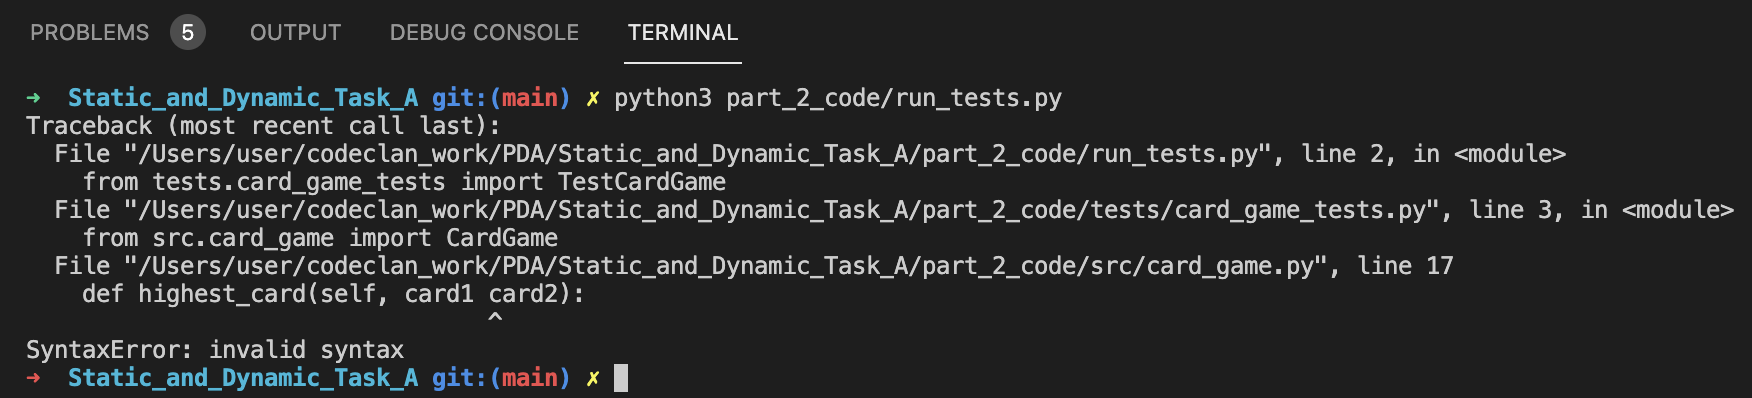 PROBLEMS 5 OUTPUT DEBUG CONSOLE TERMINAL
➜ Static_and_Dynamic_Task_A git:(main) ✗ python3 part_2_code/run_tests.py
Traceback (most recent call last):
  File "/Users/user/codeclan_work/PDA/Static_and_Dynamic_Task_A/part_2_code/run_tests.py", line 2, in <module>
    from tests.card_game_tests import TestCardGame
  File "/Users/user/codeclan_work/PDA/Static_and_Dynamic_Task_A/part_2_code/tests/card_game_tests.py", line 3, in <module>
    from src.card_game import CardGame
  File "/Users/user/codeclan_work/PDA/Static_and_Dynamic_Task_A/part_2_code/src/card_game.py", line 17
    def highest_card(self, card1 card2):
                                 ^
SyntaxError: invalid syntax
➜ Static_and_Dynamic_Task_A git:(main) ✗